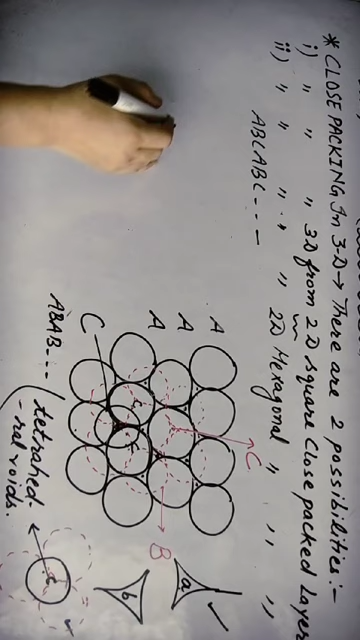 * CLOSE PACKING In 3-D → There are 2 possibilities :-
i) " " " 3D from 2D square Close packed Layer
ii) " " " " " 2D Hexagonal " " "
ABCABC - - -
A
A
A
C
C
B
C
C
ABAB - - -
tetrahed-
-ral voids.
a
b
c